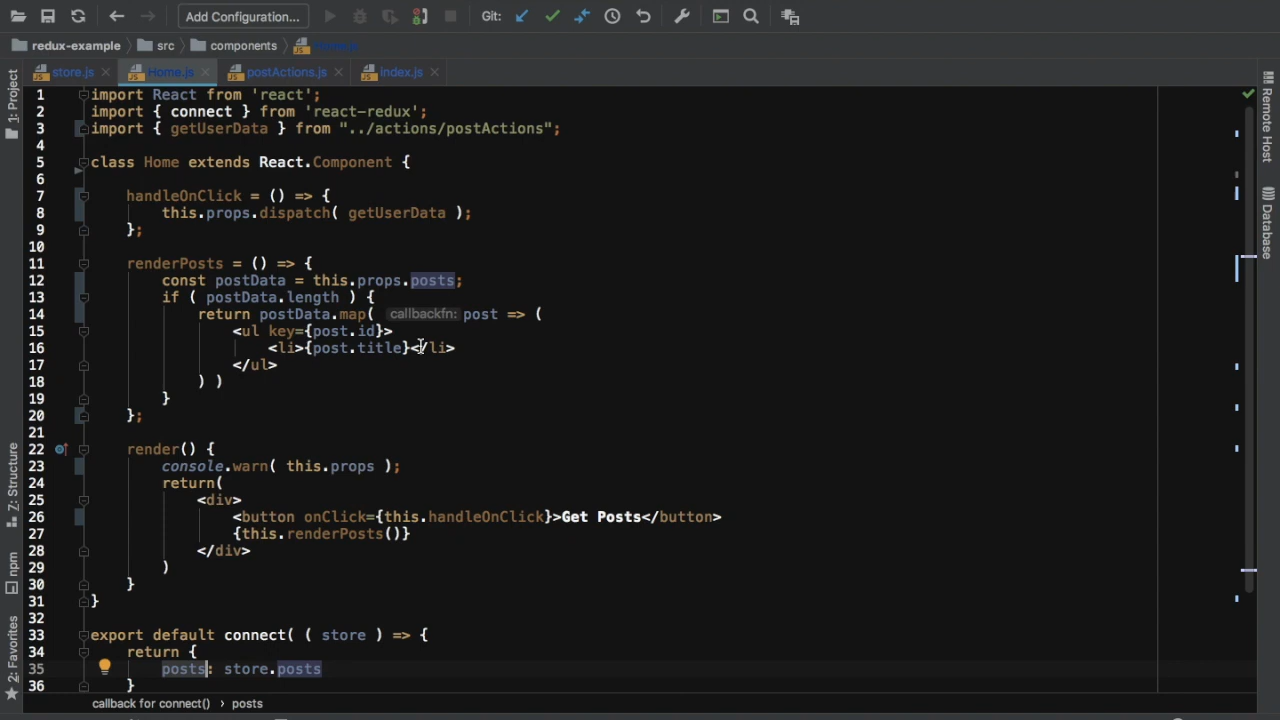 Add Configuration...
Git:
redux-example
src
components
Home.js
store.js
Home.js
postActions.js
index.js
1: Project
Z: Structure
npm
2: Favorites
Remote Host
Database
1 import React from 'react';
2 import { connect } from 'react-redux';
3 import { getUserData } from "../actions/postActions";
4
5 class Home extends React.Component {
6
7 handleOnClick = () => {
8 this.props.dispatch( getUserData );
9 };
10
11 renderPosts = () => {
12 const postData = this.props.posts;
13 if ( postData.length ) {
14 return postData.map( callbackfn: post => (
15 <ul key={post.id}>
16 <li>{post.title}</li>
17 </ul>
18 ) )
19 }
20 };
21
22 render() {
23 console.warn( this.props );
24 return(
25 <div>
26 <button onClick={this.handleOnClick}>Get Posts</button>
27 {this.renderPosts()}
28 </div>
29 )
30 }
31 }
32
33 export default connect( ( store ) => {
34 return {
35 posts: store.posts
36 }
callback for connect() › posts